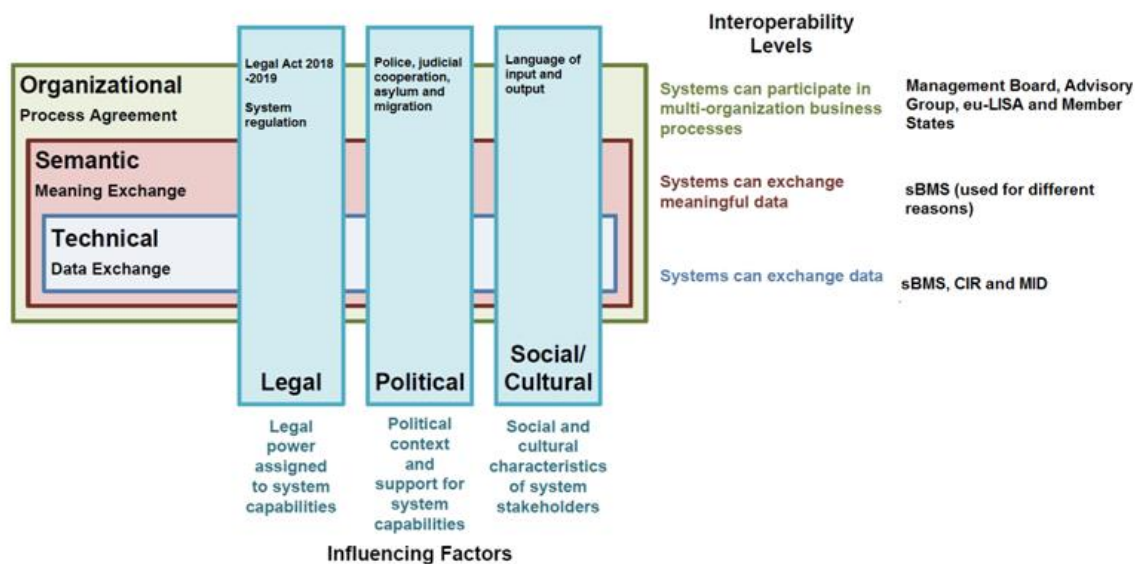 Interoperability
Levels
Legal Act 2018
-2019
System
regulation
Police, judicial
cooperation,
asylum and
migration
Language of
input and
output
Organizational
Process Agreement
Systems can participate in
multi-organization business
processes
Management Board, Advisory
Group, eu-LISA and Member
States
Semantic
Meaning Exchange
Systems can exchange
meaningful data
sBMS (used for different
reasons)
Technical
Data Exchange
Systems can exchange data
sBMS, CIR and MID
Legal
Political
Social/
Cultural
Legal
power
assigned
to system
capabilities
Political
context
and
support for
system
capabilities
Social and
cultural
characteristics
of system
stakeholders
Influencing Factors